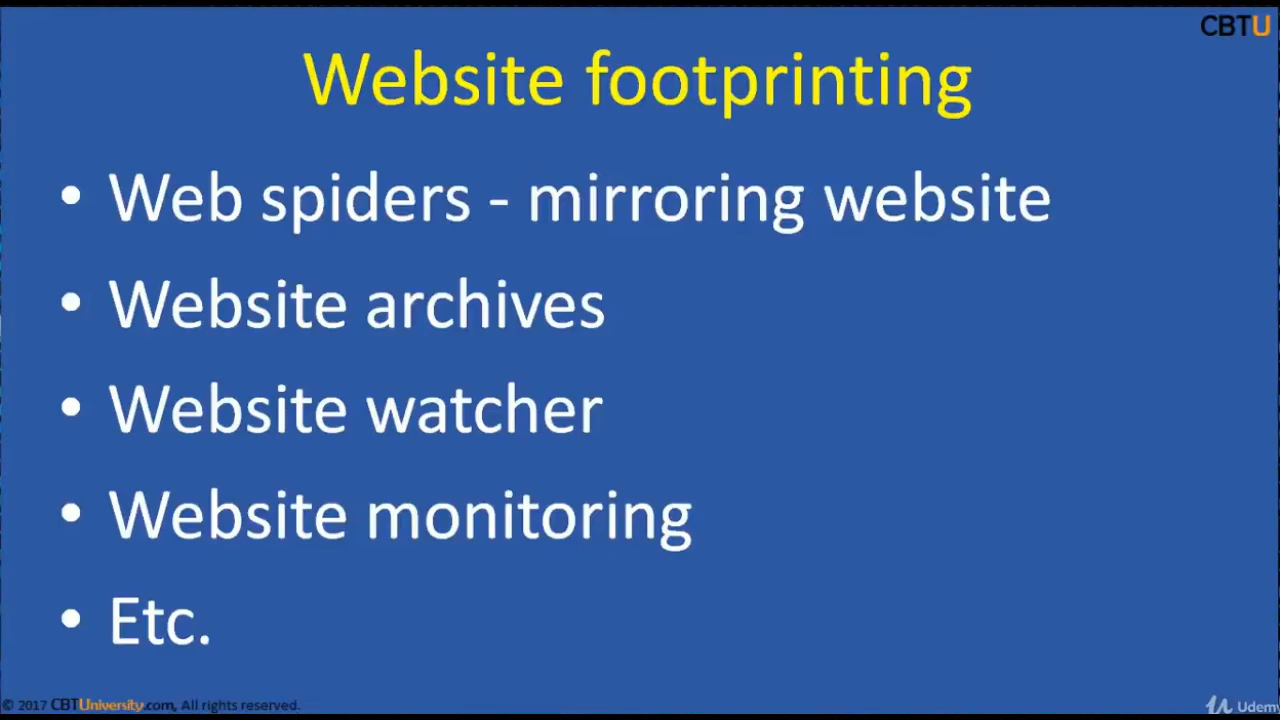 CBTU
Website footprinting
• Web spiders - mirroring website
• Website archives
• Website watcher
• Website monitoring
• Etc.
© 2017 CBTUniversity.com, All rights reserved.
Udemy